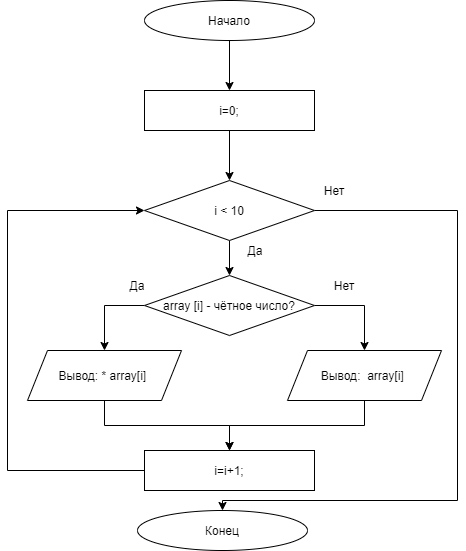 Начало
i=0;
i < 10
Нет
Да
array [i] - чётное число?
Да
Нет
Вывод: * array[i]
Вывод:  array[i]
i=i+1;
Конец